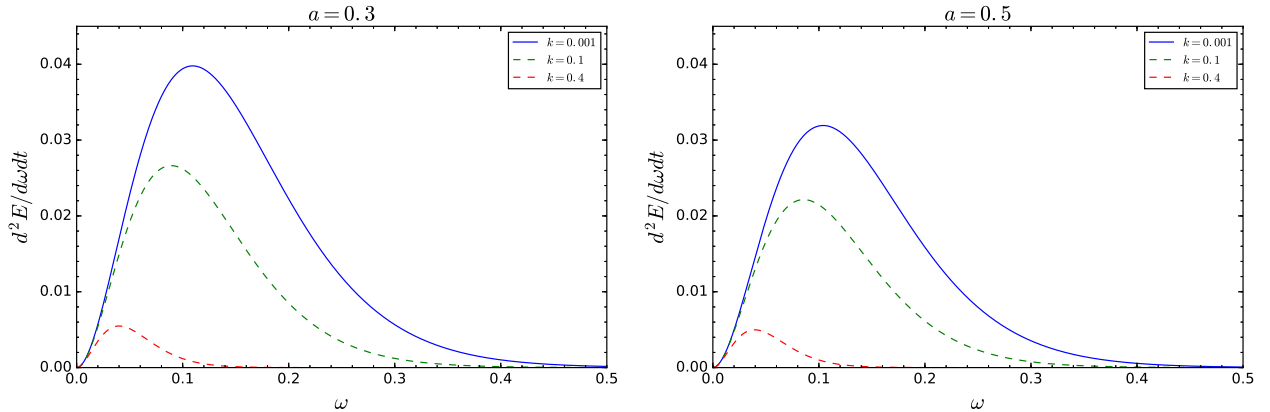 a = 0.3
d²E/dωdt
0.04
0.03
0.02
0.01
0.00
0.0 0.1 0.2 0.3 0.4 0.5
ω
k = 0.001
k = 0.1
k = 0.4
a = 0.5
d²E/dωdt
0.04
0.03
0.02
0.01
0.00
0.0 0.1 0.2 0.3 0.4 0.5
ω
k = 0.001
k = 0.1
k = 0.4